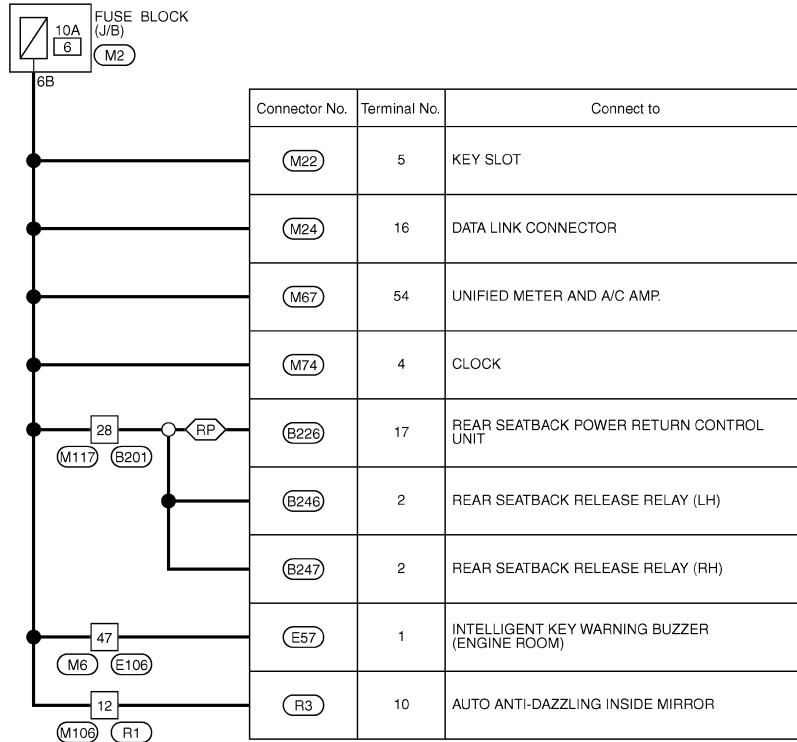 FUSE BLOCK
(J/B)
10A
6
M2
6B
Connector No. Terminal No. Connect to
M22 5 KEY SLOT
M24 16 DATA LINK CONNECTOR
M67 54 UNIFIED METER AND A/C AMP.
M74 4 CLOCK
28 RP B226 17 REAR SEATBACK POWER RETURN CONTROL
UNIT
M117 B201
B246 2 REAR SEATBACK RELEASE RELAY (LH)
B247 2 REAR SEATBACK RELEASE RELAY (RH)
47 E57 1 INTELLIGENT KEY WARNING BUZZER
(ENGINE ROOM)
M6 E106
12 R3 10 AUTO ANTI-DAZZLING INSIDE MIRROR
M106 R1